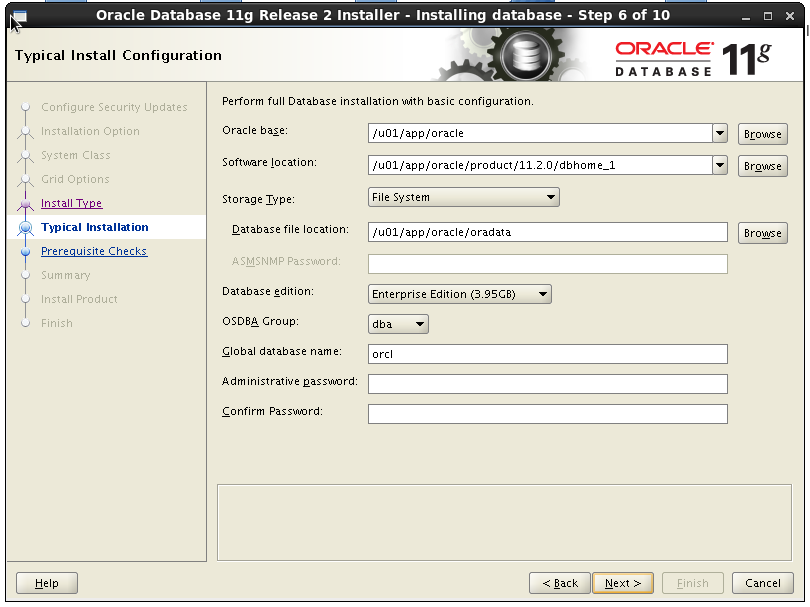 Oracle Database 11g Release 2 Installer - Installing database - Step 6 of 10
Typical Install Configuration
ORACLE
DATABASE
11g
Configure Security Updates
Installation Option
System Class
Grid Options
Install Type
Typical Installation
Prerequisite Checks
Summary
Install Product
Finish
Perform full Database installation with basic configuration.
Oracle base: /u01/app/oracle Browse
Software location: /u01/app/oracle/product/11.2.0/dbhome_1 Browse
Storage Type: File System
Database file location: /u01/app/oracle/oradata Browse
ASMSNMP Password:
Database edition: Enterprise Edition (3.95GB)
OSDBA Group: dba
Global database name: orcl
Administrative password:
Confirm Password:
Help < Back Next > Finish Cancel